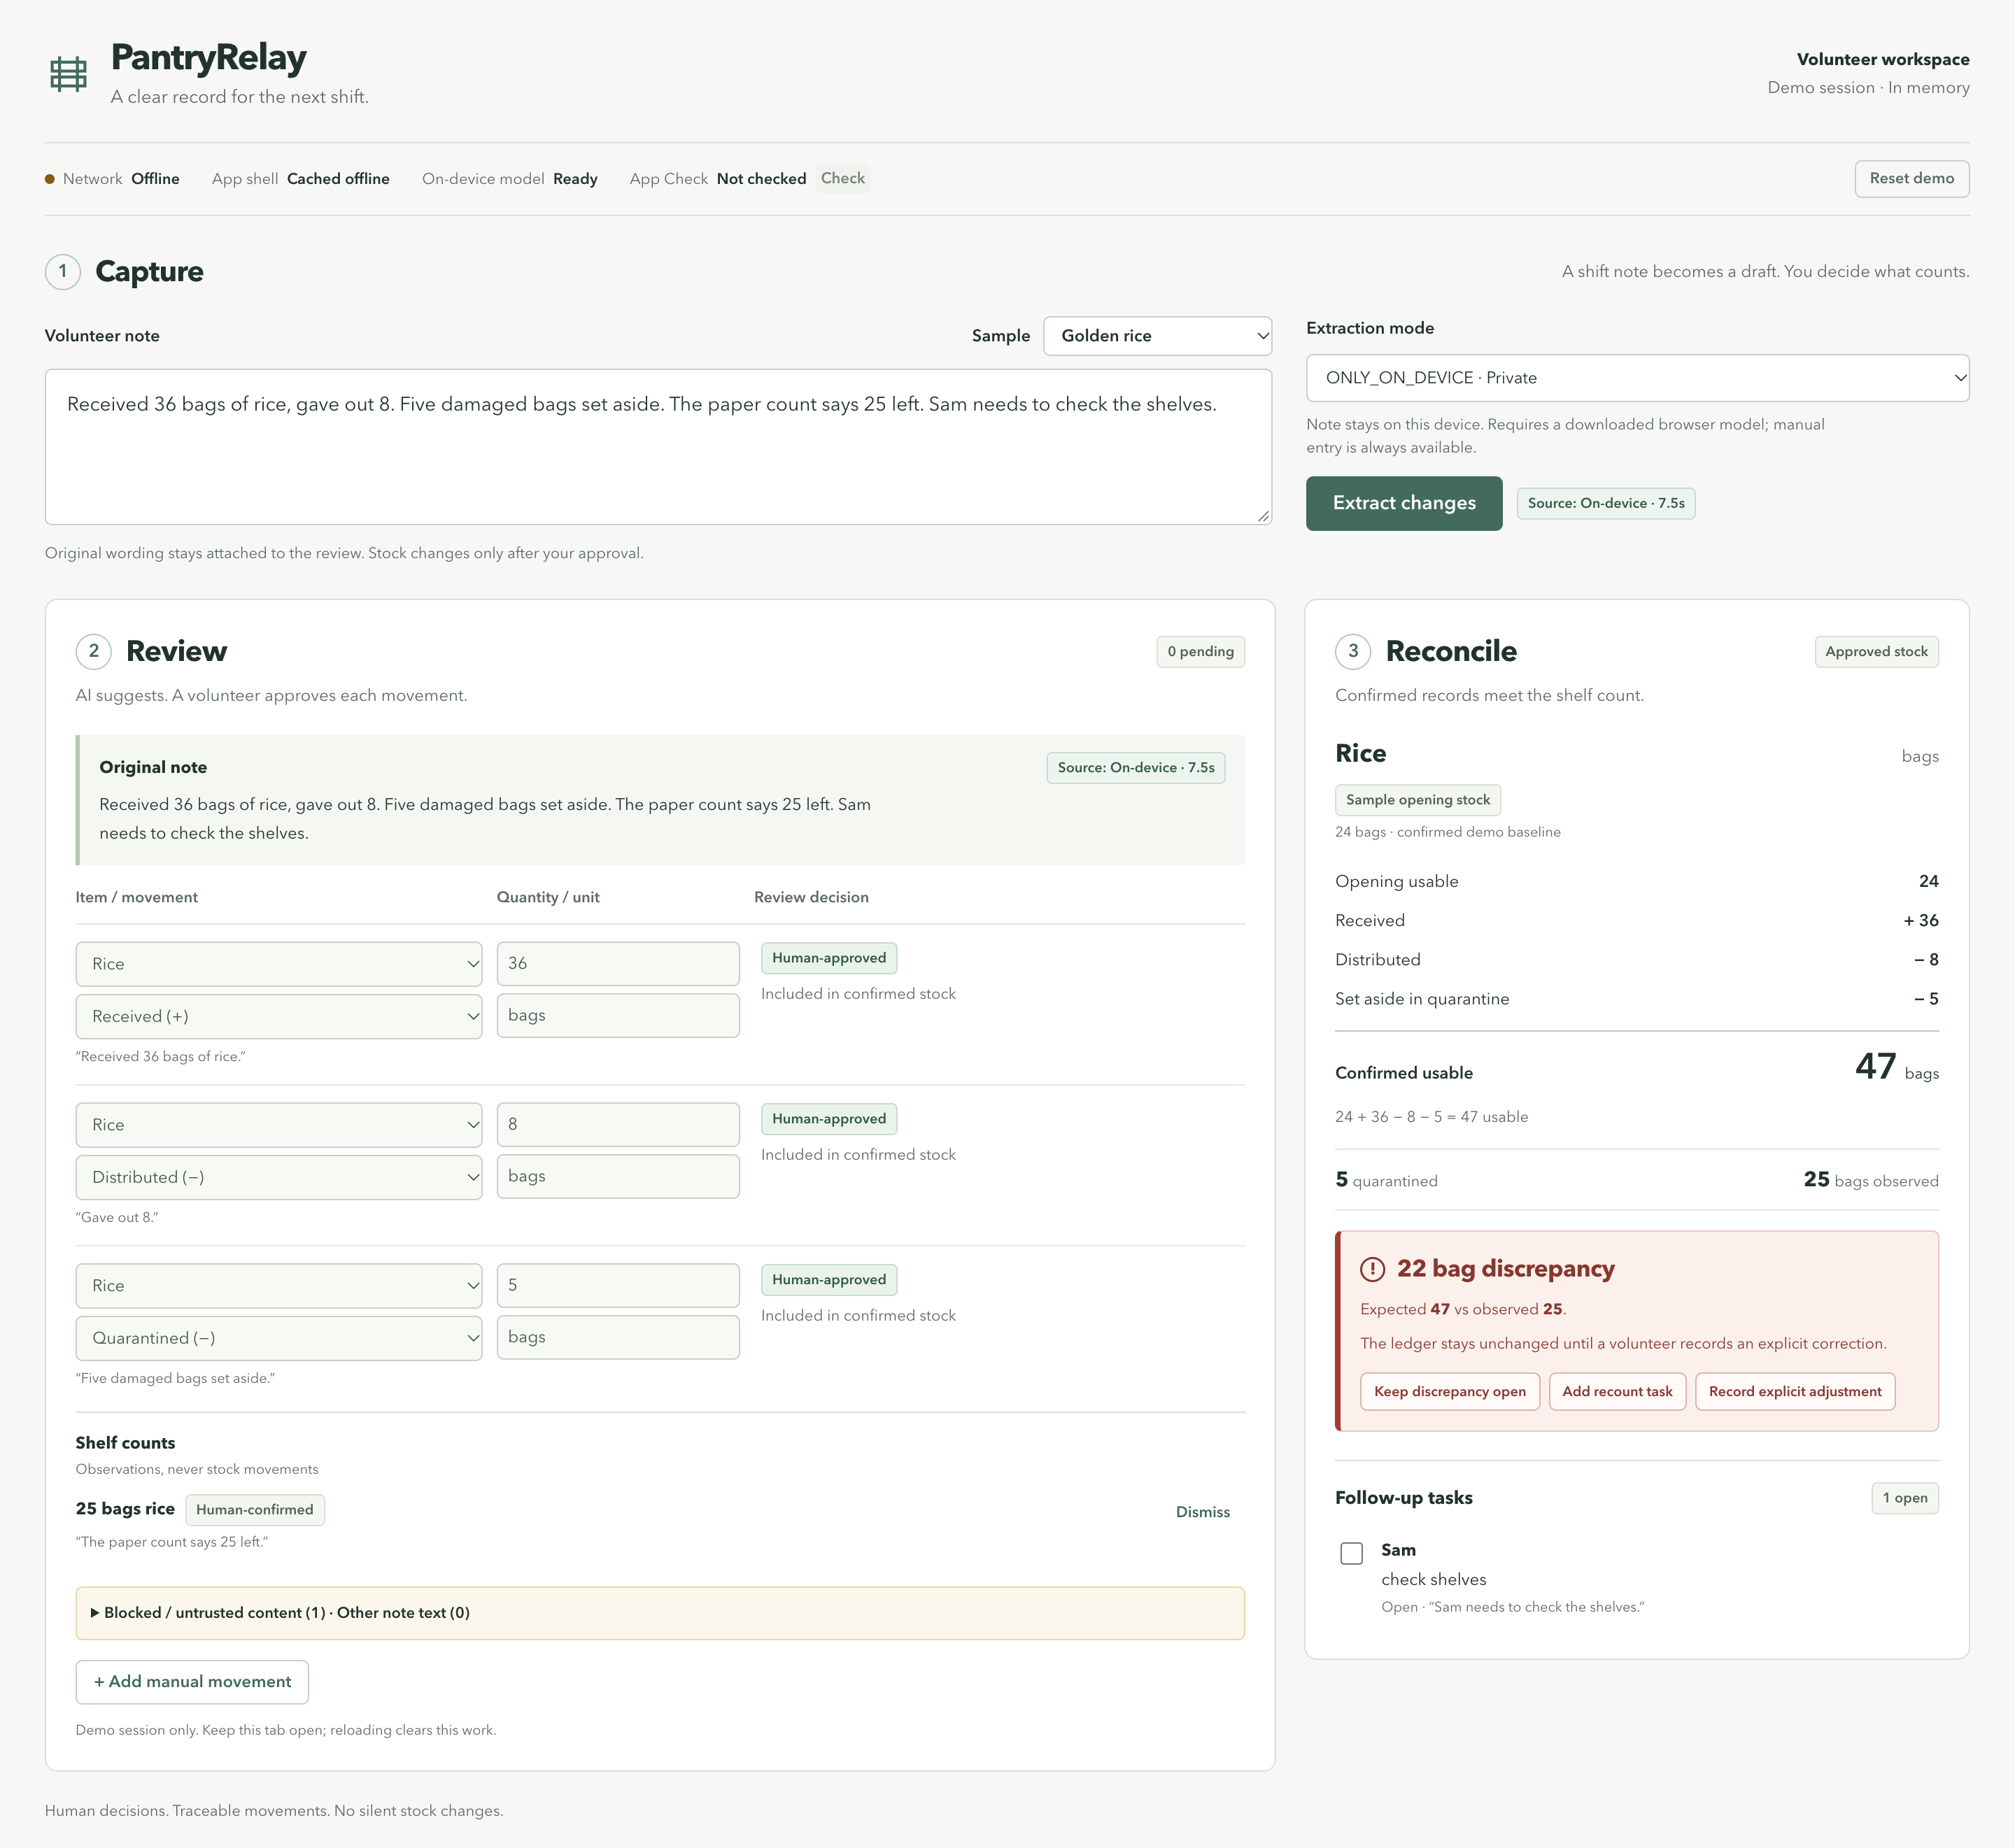 PantryRelay
A clear record for the next shift.
Volunteer workspace
Demo session · In memory
Network Offline
App shell Cached offline
On-device model Ready
App Check Not checked Check
Reset demo
1 Capture
A shift note becomes a draft. You decide what counts.
Volunteer note
Sample Golden rice
Received 36 bags of rice, gave out 8. Five damaged bags set aside. The paper count says 25 left. Sam needs to check the shelves.
Original wording stays attached to the review. Stock changes only after your approval.
Extraction mode
ONLY_ON_DEVICE · Private
Note stays on this device. Requires a downloaded browser model; manual
entry is always available.
Extract changes
Source: On-device · 7.5s
2 Review
0 pending
AI suggests. A volunteer approves each movement.
Original note
Source: On-device · 7.5s
Received 36 bags of rice, gave out 8. Five damaged bags set aside. The paper count says 25 left. Sam
needs to check the shelves.
Item / movement Quantity / unit Review decision
Rice
36
Human-approved
Included in confirmed stock
Received (+)
bags
“Received 36 bags of rice.”
Rice
8
Human-approved
Included in confirmed stock
Distributed (−)
bags
“Gave out 8.”
Rice
5
Human-approved
Included in confirmed stock
Quarantined (−)
bags
“Five damaged bags set aside.”
Shelf counts
Observations, never stock movements
25 bags rice Human-confirmed
Dismiss
“The paper count says 25 left.”
Blocked / untrusted content (1) · Other note text (0)
+ Add manual movement
Demo session only. Keep this tab open; reloading clears this work.
3 Reconcile
Approved stock
Confirmed records meet the shelf count.
Rice bags
Sample opening stock
24 bags · confirmed demo baseline
Opening usable 24
Received + 36
Distributed − 8
Set aside in quarantine − 5
Confirmed usable 47 bags
24 + 36 − 8 − 5 = 47 usable
5 quarantined
25 bags observed
! 22 bag discrepancy
Expected 47 vs observed 25.
The ledger stays unchanged until a volunteer records an explicit correction.
Keep discrepancy open
Add recount task
Record explicit adjustment
Follow-up tasks
1 open
Sam
check shelves
Open · “Sam needs to check the shelves.”
Human decisions. Traceable movements. No silent stock changes.